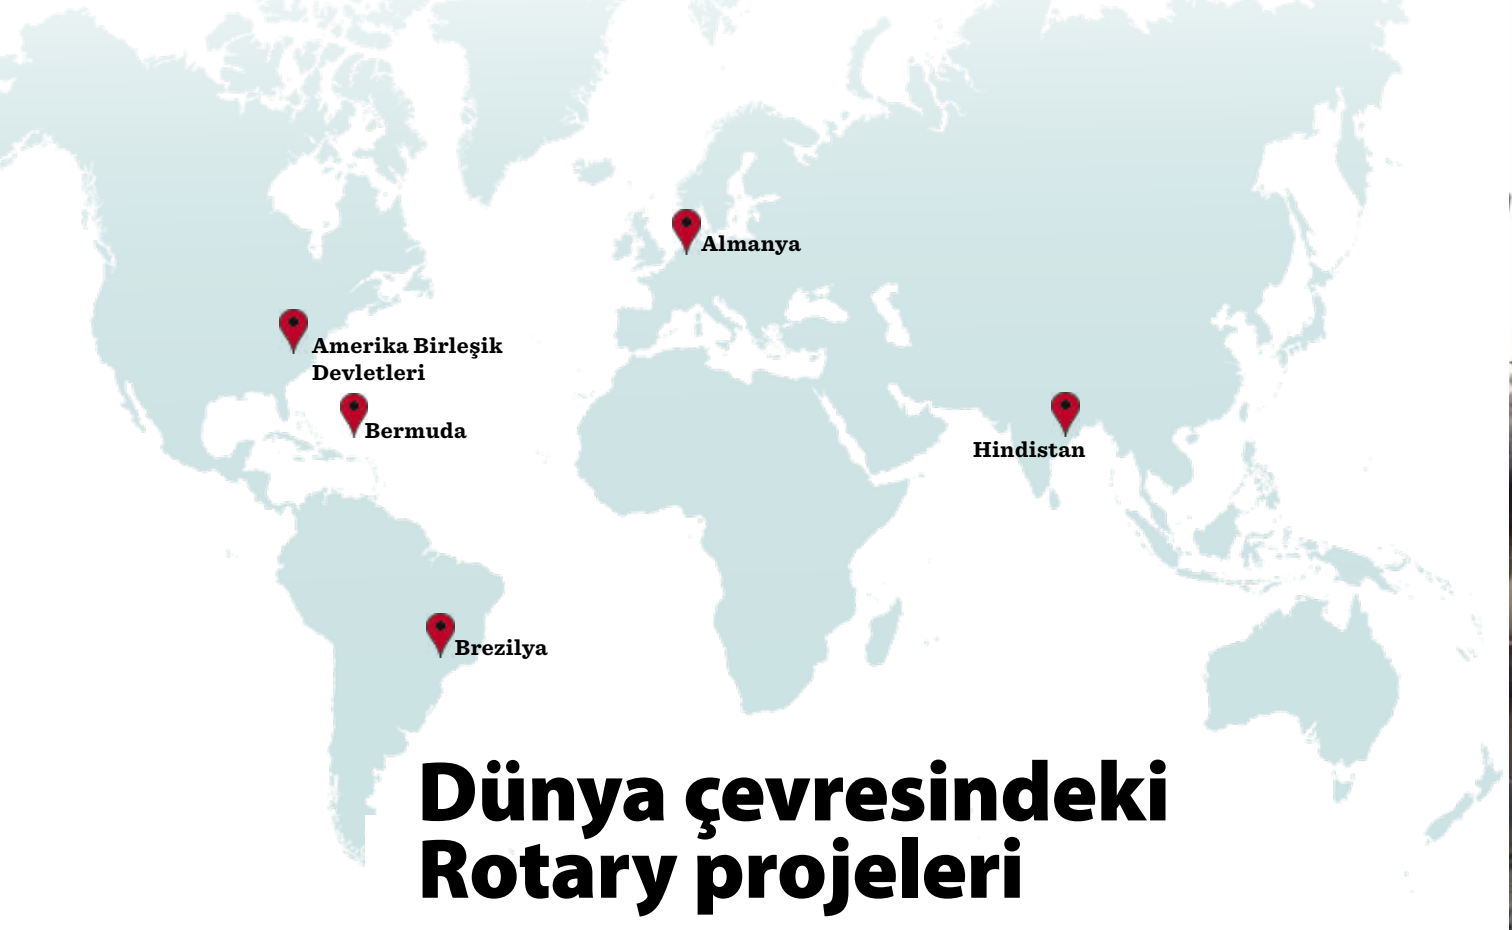 Almanya
Amerika Birleşik
Devletleri
Bermuda
Hindistan
Brezilya
Dünya çevresindeki
Rotary projeleri